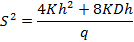 S² = (4Kh² + 8KDh) / q